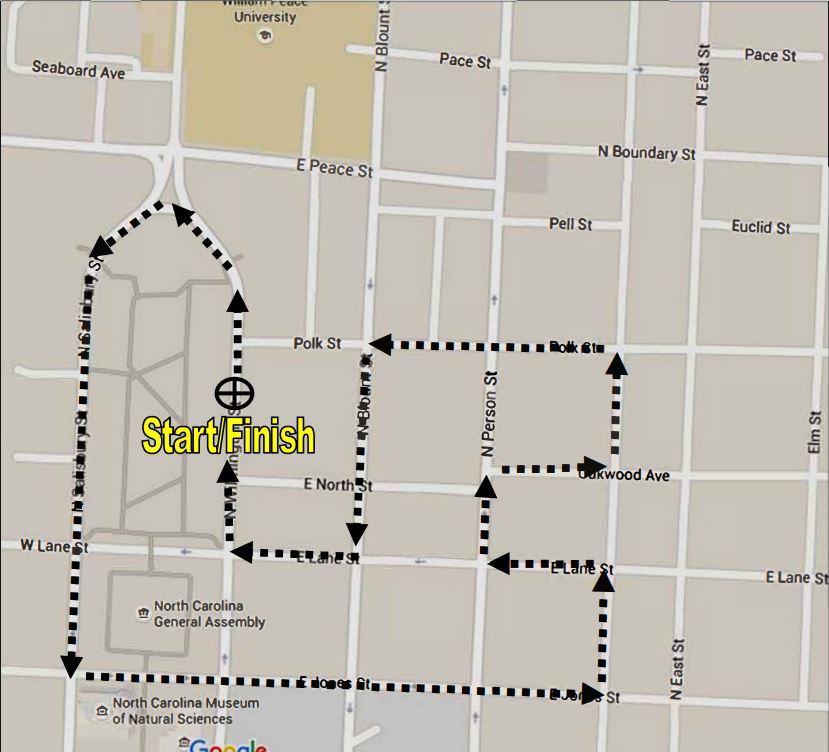 William Peace
University
N Blount S
Pace St
N East St
Pace St
Seaboard Ave
N Boundary St
E Peace St
Pell St
Euclid St
N Salisbury St
Polk St
Polk St
N Blount St
N Person St
Elm St
Start/Finish
N Salisbury St
E North St
Oakwood Ave
W Lane St
E Lane St
E Lane St
E Lane St
North Carolina
General Assembly
N East St
E Jones St
E Jones St
North Carolina Museum
of Natural Sciences
Google